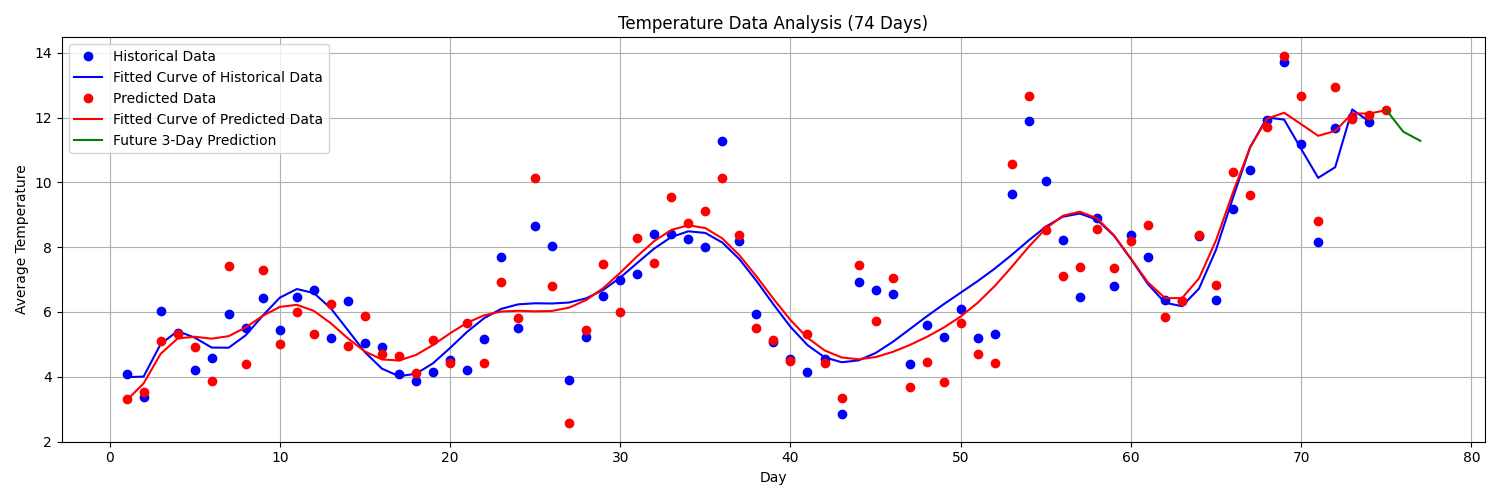 Temperature Data Analysis (74 Days)
Historical Data
Fitted Curve of Historical Data
Predicted Data
Fitted Curve of Predicted Data
Future 3-Day Prediction
Average Temperature
14
12
10
8
6
4
2
0 10 20 30 40 50 60 70 80
Day